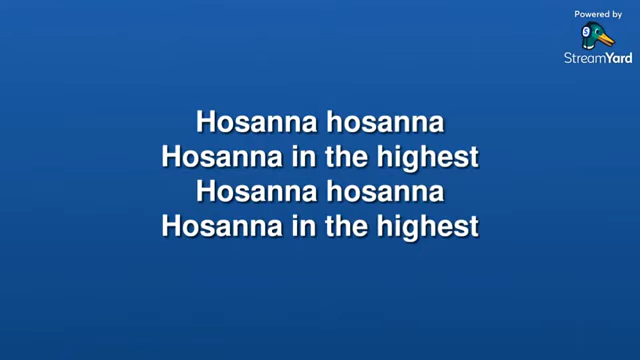 Powered by
StreamYard
Hosanna hosanna
Hosanna in the highest
Hosanna hosanna
Hosanna in the highest